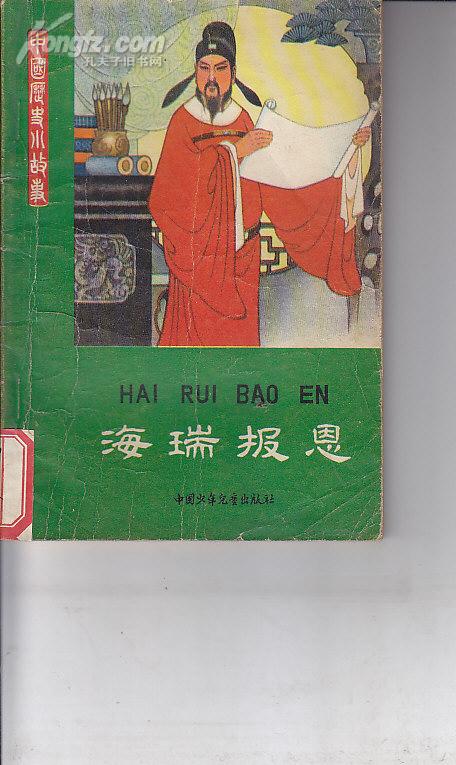 kongfz.com
孔夫子旧书网
中國歷史小故事
HAI RUI BAO EN
海瑞报恩
中国少年儿童出版社